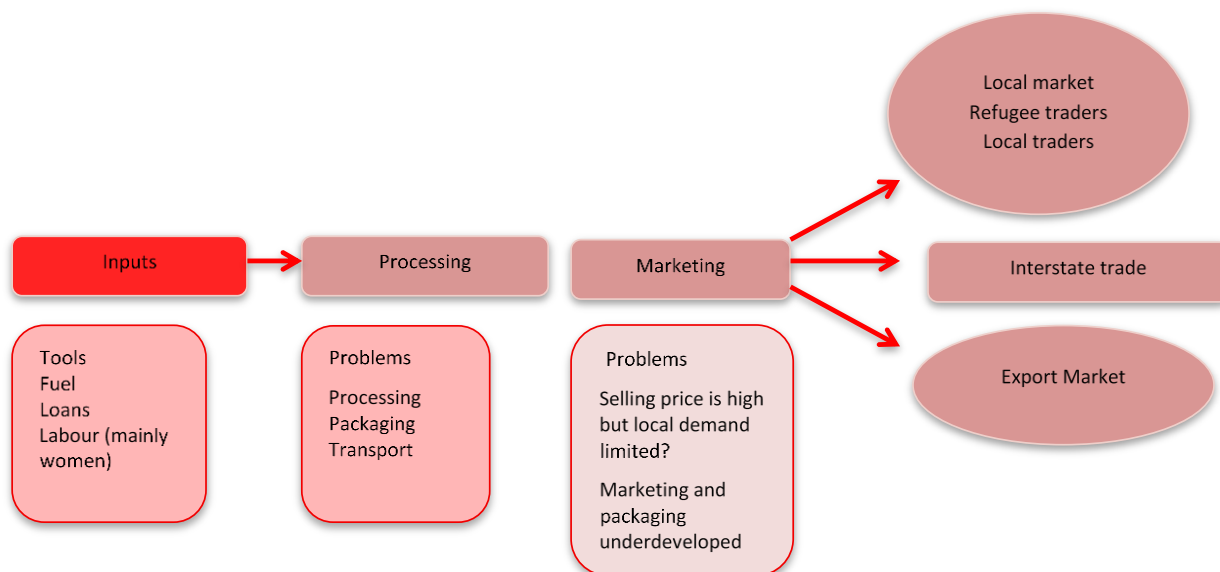 Local market
Refugee traders
Local traders
Inputs
Processing
Marketing
Interstate trade
Export Market
Tools
Fuel
Loans
Labour (mainly
women)
Problems
Processing
Packaging
Transport
Problems
Selling price is high
but local demand
limited?
Marketing and
packaging
underdeveloped